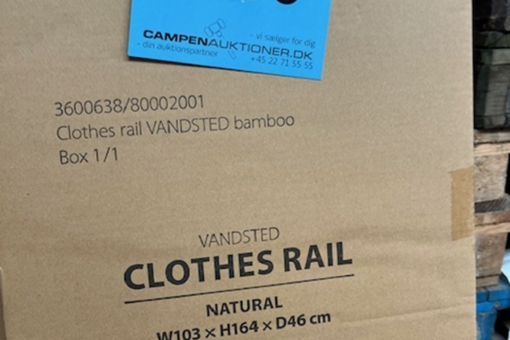 CAMPENAUKTIONER.DK
- vi sælger for dig
- din auktionspartner
+45 22 71 55 55
3600638/80002001
Clothes rail VANDSTED bamboo
Box 1/1
VANDSTED
CLOTHES RAIL
NATURAL
W103 x H164 x D46 cm